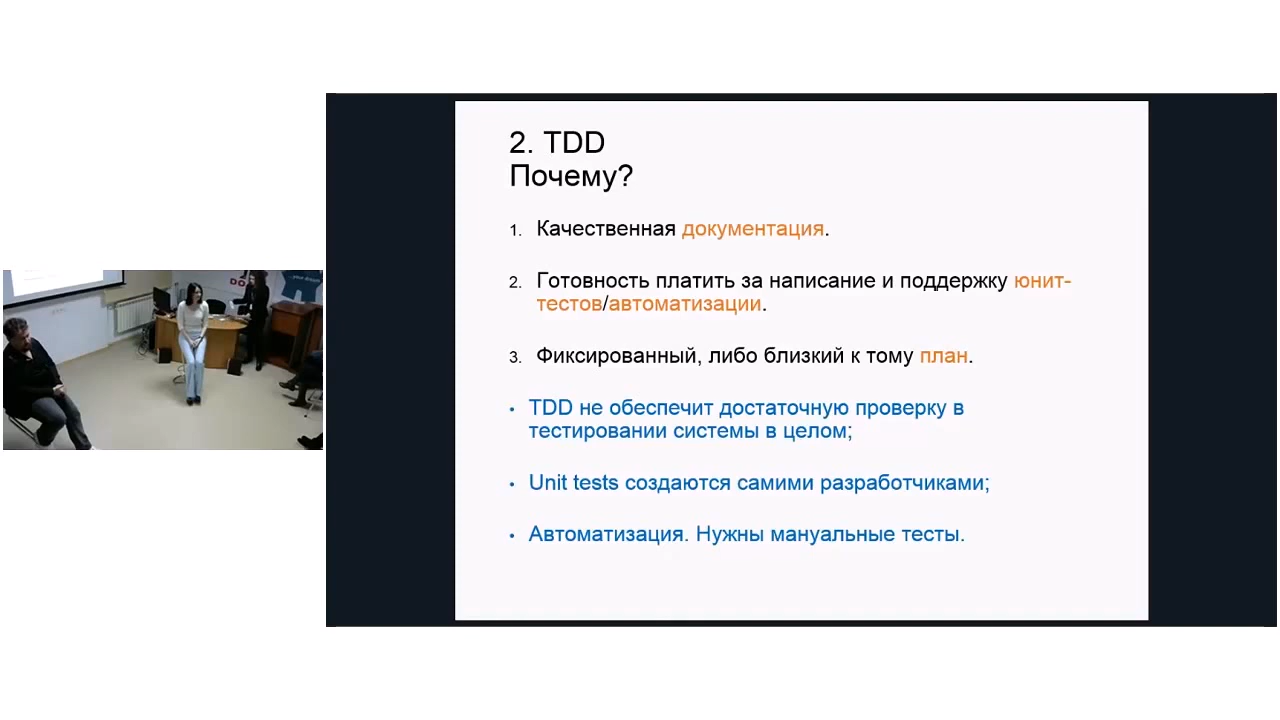 2. TDD
Почему?
1. Качественная документация.
2. Готовность платить за написание и поддержку юнит-
тестов/автоматизации.
3. Фиксированный, либо близкий к тому план.
• TDD не обеспечит достаточную проверку в
тестировании системы в целом;
• Unit tests создаются самими разработчиками;
• Автоматизация. Нужны мануальные тесты.